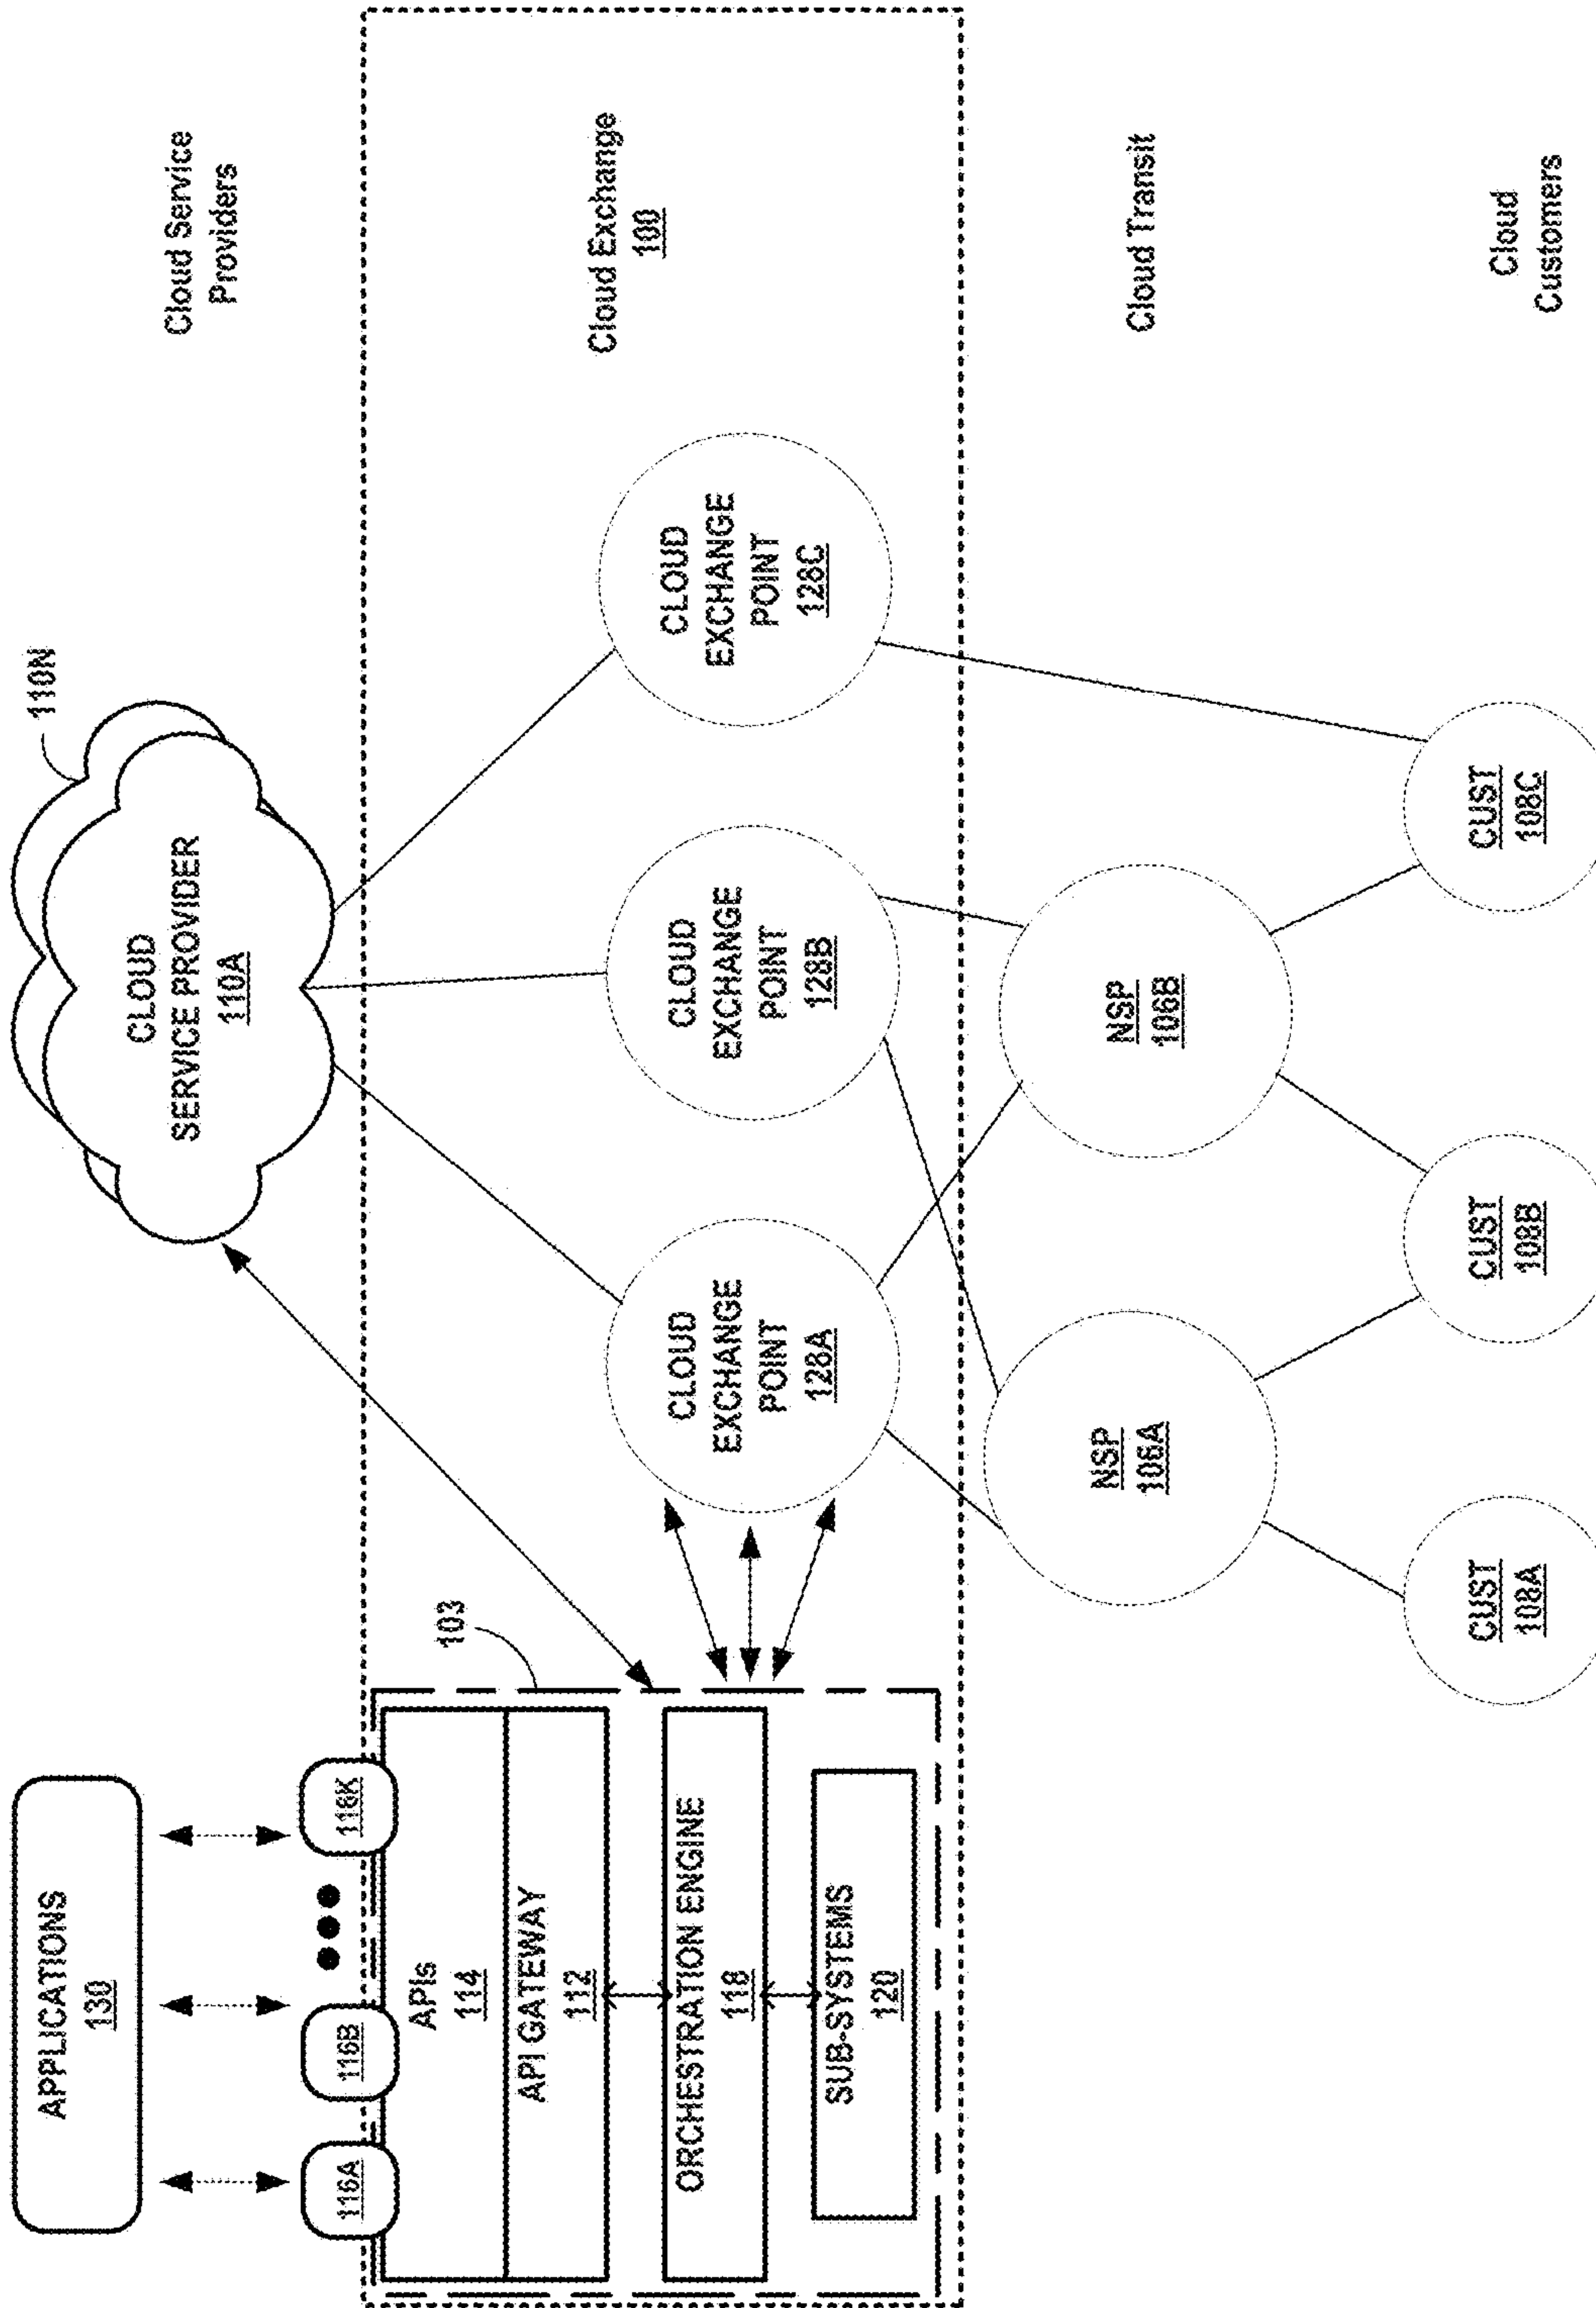 APPLICATIONS
130
116A
116B
116K
APIs
114
API GATEWAY
112
ORCHESTRATION ENGINE
118
SUB-SYSTEMS
120
103
110N
CLOUD
SERVICE PROVIDER
110A
Cloud Service
Providers
CLOUD
EXCHANGE
POINT
128A
CLOUD
EXCHANGE
POINT
128B
CLOUD
EXCHANGE
POINT
128C
Cloud Exchange
100
NSP
106A
NSP
106B
Cloud Transit
CUST
108A
CUST
108B
CUST
108C
Cloud
Customers